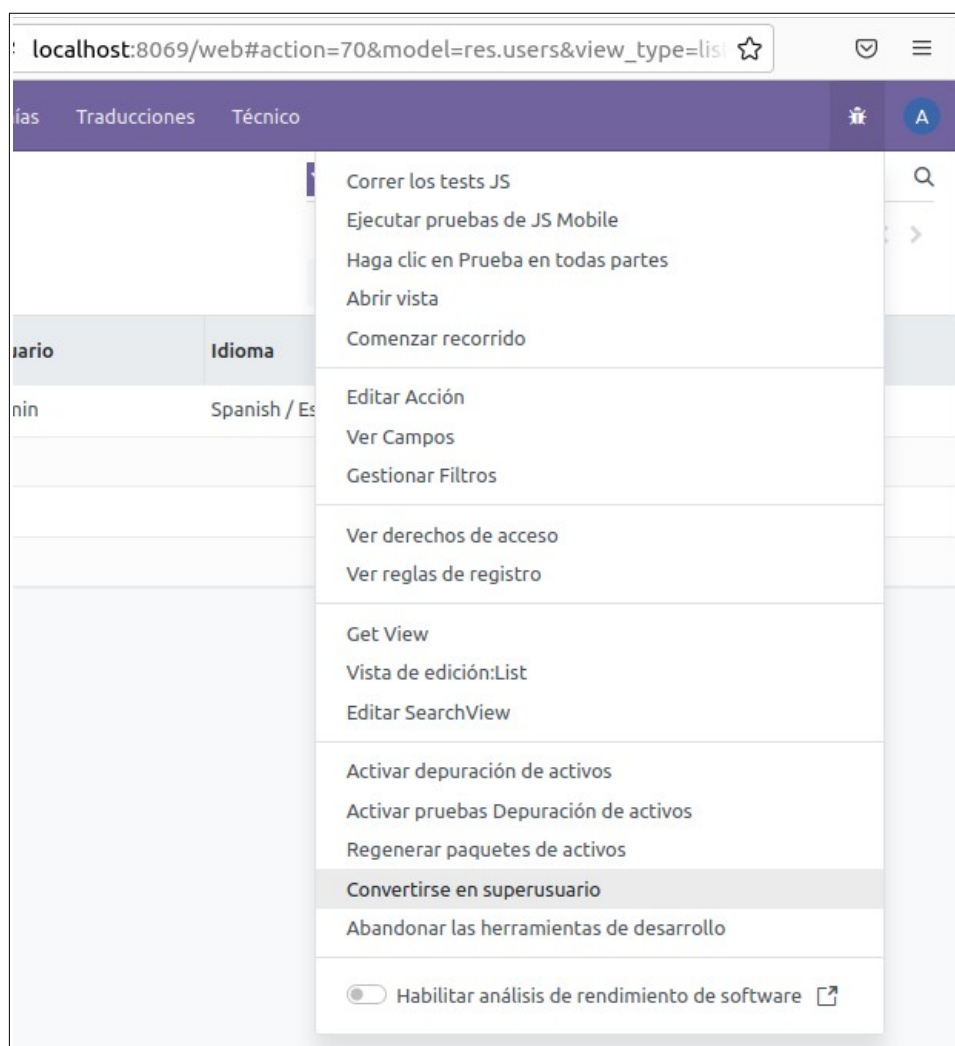 localhost:8069/web#action=70&model=res.users&view_type=lis
ías Traducciones Técnico A
Correr los tests JS
Ejecutar pruebas de JS Mobile
Haga clic en Prueba en todas partes
Abrir vista
Comenzar recorrido
uario Idioma
Editar Acción
min Spanish / Es
Ver Campos
Gestionar Filtros
Ver derechos de acceso
Ver reglas de registro
Get View
Vista de edición:List
Editar SearchView
Activar depuración de activos
Activar pruebas Depuración de activos
Regenerar paquetes de activos
Convertirse en superusuario
Abandonar las herramientas de desarrollo
Habilitar análisis de rendimiento de software